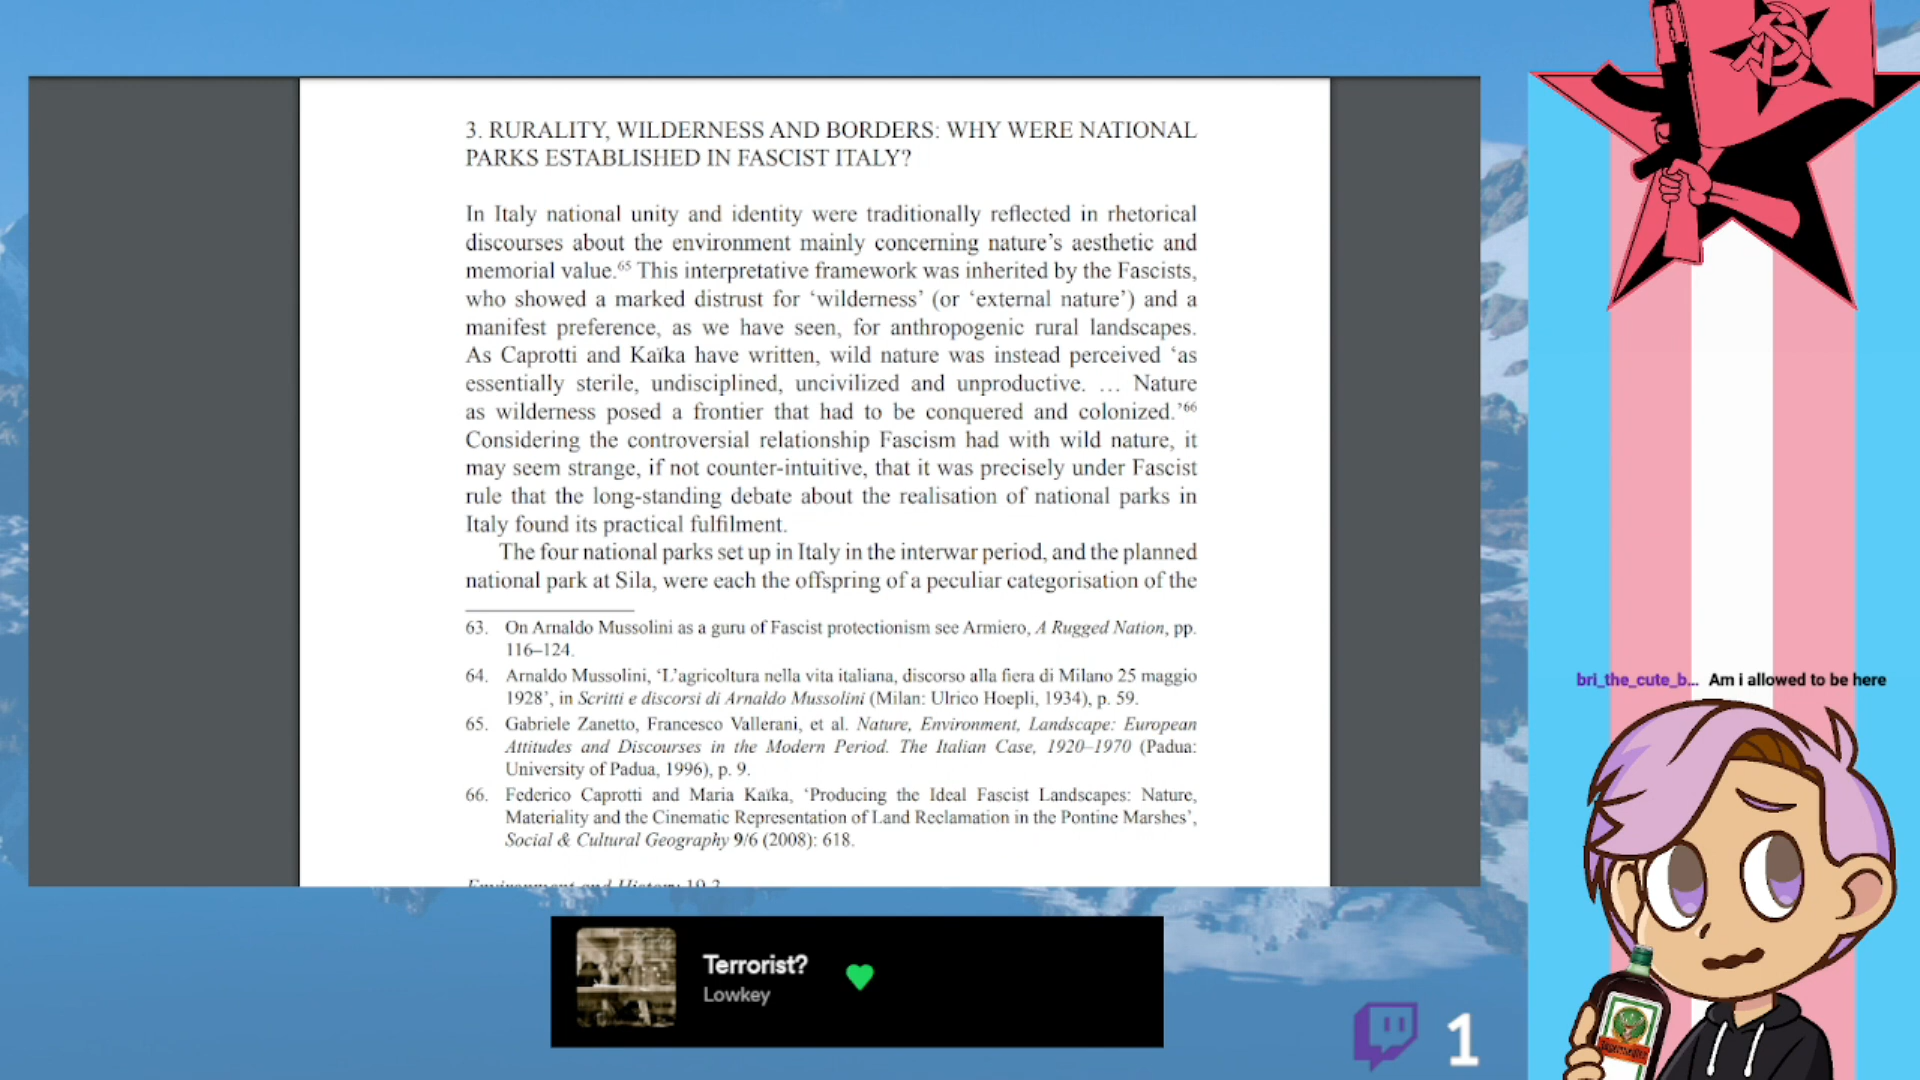 3. RURALITY, WILDERNESS AND BORDERS: WHY WERE NATIONAL
PARKS ESTABLISHED IN FASCIST ITALY?
In Italy national unity and identity were traditionally reflected in rhetorical
discourses about the environment mainly concerning nature’s aesthetic and
memorial value.65 This interpretative framework was inherited by the Fascists,
who showed a marked distrust for ‘wilderness’ (or ‘external nature’) and a
manifest preference, as we have seen, for anthropogenic rural landscapes.
As Caprotti and Kaïka have written, wild nature was instead perceived ‘as
essentially sterile, undisciplined, uncivilized and unproductive. … Nature
as wilderness posed a frontier that had to be conquered and colonized.’66
Considering the controversial relationship Fascism had with wild nature, it
may seem strange, if not counter-intuitive, that it was precisely under Fascist
rule that the long-standing debate about the realisation of national parks in
Italy found its practical fulfilment.
The four national parks set up in Italy in the interwar period, and the planned
national park at Sila, were each the offspring of a peculiar categorisation of the
63. On Arnaldo Mussolini as a guru of Fascist protectionism see Armiero, A Rugged Nation, pp.
116–124.
64. Arnaldo Mussolini, ‘L’agricoltura nella vita italiana, discorso alla fiera di Milano 25 maggio
1928’, in Scritti e discorsi di Arnaldo Mussolini (Milan: Ulrico Hoepli, 1934), p. 59.
65. Gabriele Zanetto, Francesco Vallerani, et al. Nature, Environment, Landscape: European
Attitudes and Discourses in the Modern Period. The Italian Case, 1920–1970 (Padua:
University of Padua, 1996), p. 9.
66. Federico Caprotti and Maria Kaïka, ‘Producing the Ideal Fascist Landscapes: Nature,
Materiality and the Cinematic Representation of Land Reclamation in the Pontine Marshes’,
Social & Cultural Geography 9/6 (2008): 618.
Environment and History 19.2
Terrorist?
Lowkey
1
bri_the_cute_b... Am i allowed to be here